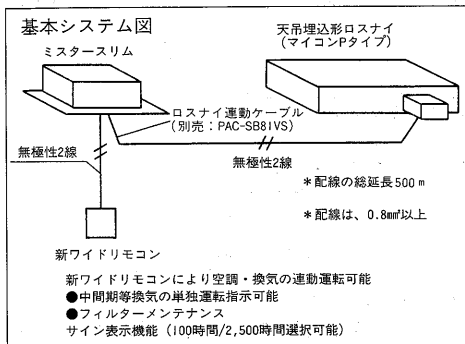 基本システム図
ミスタースリム
天吊埋込形ロスナイ
(マイコンPタイプ)
ロスナイ連動ケーブル
(別売:PAC-SB81VS)
無極性2線
無極性2線
*配線の総延長500m
*配線は、0.8mm²以上
新ワイドリモコン
新ワイドリモコンにより空調・換気の連動運転可能
●中間期等換気の単独運転指示可能
●フィルターメンテナンス
サイン表示機能(100時間/2,500時間選択可能)